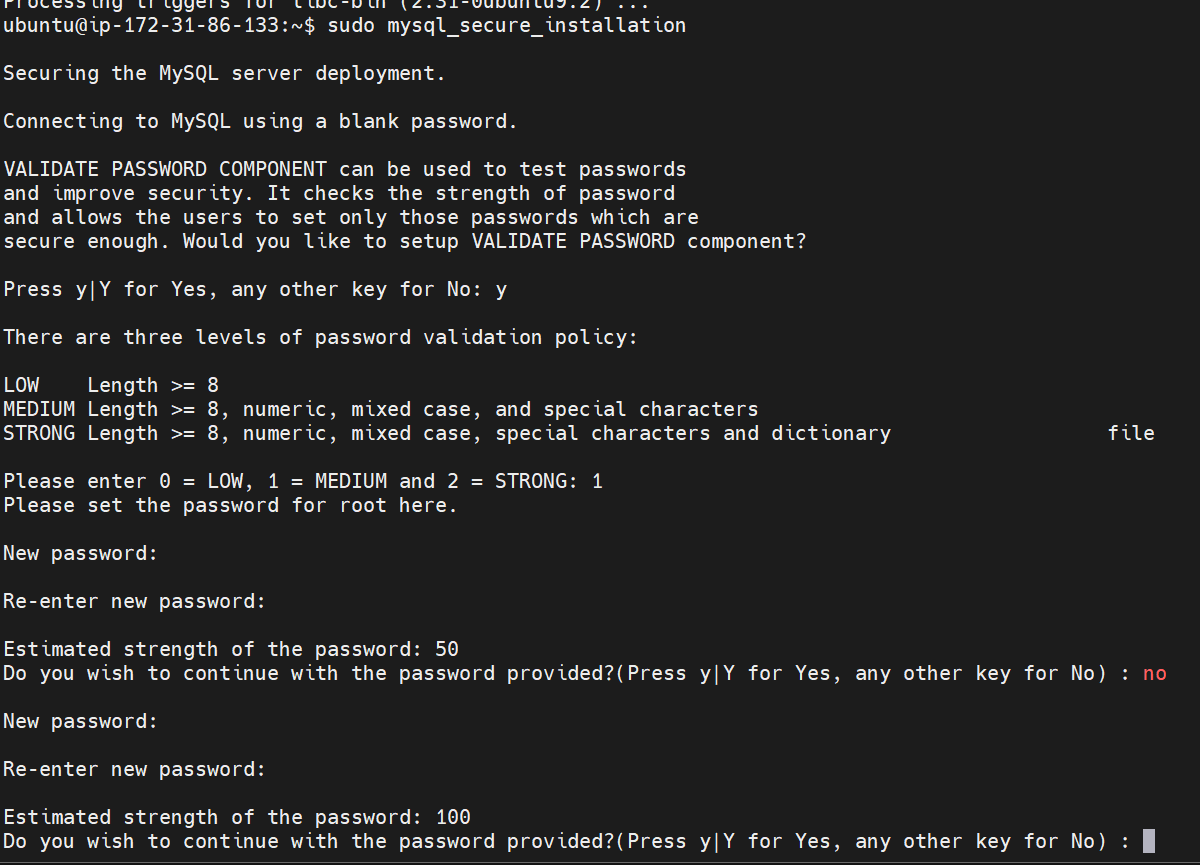 Processing triggers for libc-bin (2.31-0ubuntu9.2) ...
ubuntu@ip-172-31-86-133:~$ sudo mysql_secure_installation
Securing the MySQL server deployment.
Connecting to MySQL using a blank password.
VALIDATE PASSWORD COMPONENT can be used to test passwords
and improve security. It checks the strength of password
and allows the users to set only those passwords which are
secure enough. Would you like to setup VALIDATE PASSWORD component?
Press y|Y for Yes, any other key for No: y
There are three levels of password validation policy:
LOW    Length >= 8
MEDIUM Length >= 8, numeric, mixed case, and special characters
STRONG Length >= 8, numeric, mixed case, special characters and dictionary                  file
Please enter 0 = LOW, 1 = MEDIUM and 2 = STRONG: 1
Please set the password for root here.
New password:
Re-enter new password:
Estimated strength of the password: 50
Do you wish to continue with the password provided?(Press y|Y for Yes, any other key for No) : no
New password:
Re-enter new password:
Estimated strength of the password: 100
Do you wish to continue with the password provided?(Press y|Y for Yes, any other key for No) :